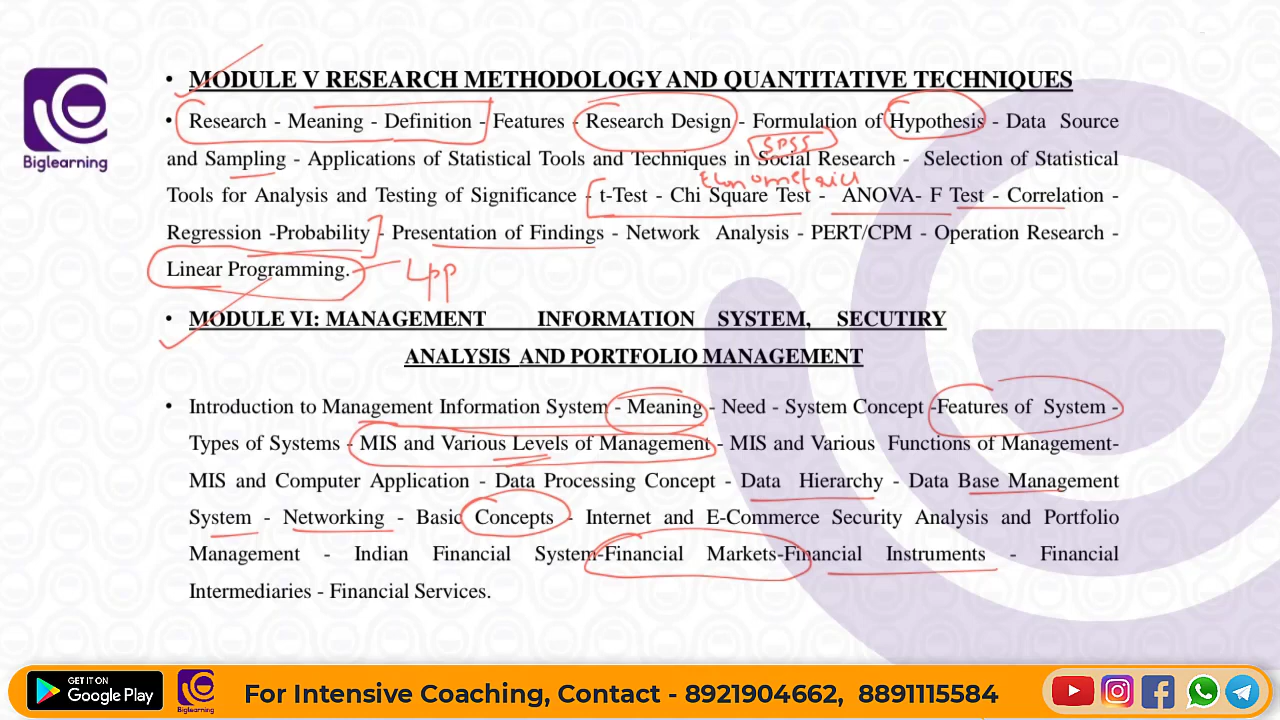 • MODULE V RESEARCH METHODOLOGY AND QUANTITATIVE TECHNIQUES
Biglearning
• Research - Meaning - Definition - Features - Research Design - Formulation of Hypothesis - Data Source
SPSS
and Sampling - Applications of Statistical Tools and Techniques in Social Research - Selection of Statistical
Econometrics
Tools for Analysis and Testing of Significance - t-Test - Chi Square Test - ANOVA- F Test - Correlation -
Regression -Probability - Presentation of Findings - Network Analysis - PERT/CPM - Operation Research -
Linear Programming. LPP
• MODULE VI: MANAGEMENT INFORMATION SYSTEM, SECUTIRY
ANALYSIS AND PORTFOLIO MANAGEMENT
• Introduction to Management Information System - Meaning - Need - System Concept -Features of System -
Types of Systems - MIS and Various Levels of Management - MIS and Various Functions of Management-
MIS and Computer Application - Data Processing Concept - Data Hierarchy - Data Base Management
System - Networking - Basic Concepts - Internet and E-Commerce Security Analysis and Portfolio
Management - Indian Financial System-Financial Markets-Financial Instruments - Financial
Intermediaries - Financial Services.
GET IT ON
Google Play
Biglearning
For Intensive Coaching, Contact - 8921904662, 8891115584